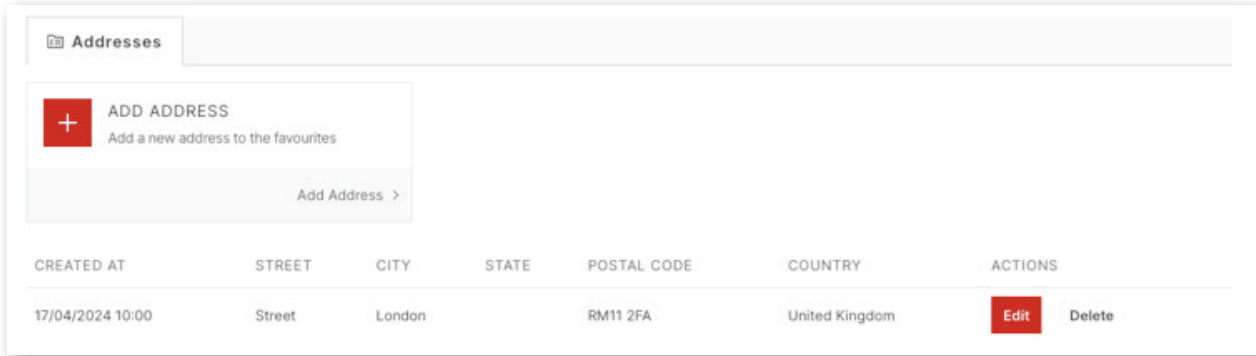 Addresses
ADD ADDRESS
Add a new address to the favourites
Add Address >
CREATED AT STREET CITY STATE POSTAL CODE COUNTRY ACTIONS
17/04/2024 10:00 Street London RM11 2FA United Kingdom Edit Delete